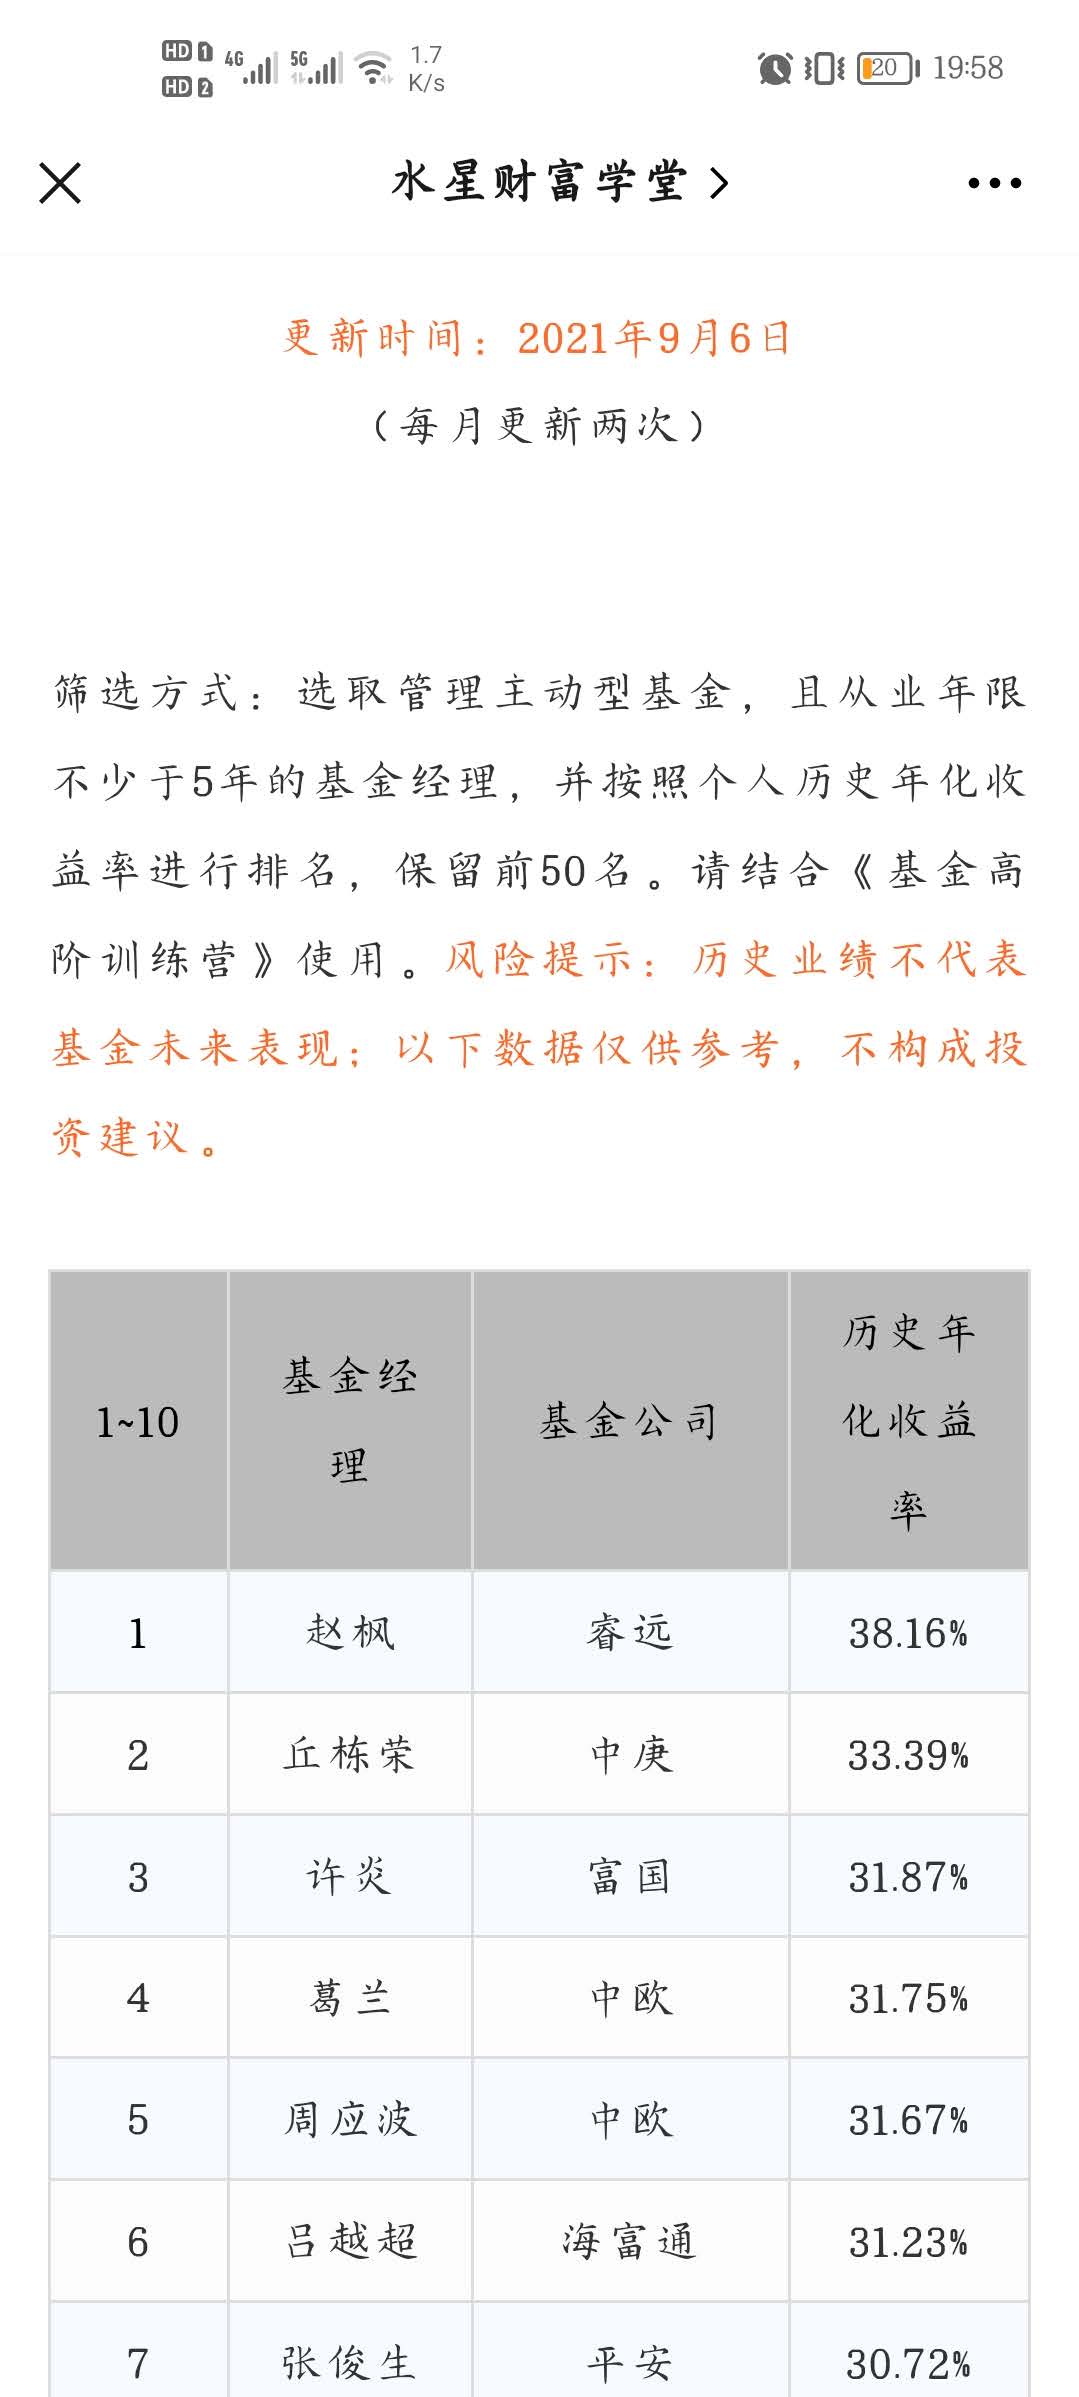 HD 1 4G 5G 1.7
HD 2 K/s 20 19:58
水星财富学堂
更新时间：2021年9月6日
（每月更新两次）
筛选方式：选取管理主动型基金，且从业年限
不少于5年的基金经理，并按照个人历史年化收
益率进行排名，保留前50名。请结合《基金高
阶训练营》使用。风险提示：历史业绩不代表
基金未来表现；以下数据仅供参考，不构成投
资建议。
1~10 基金经理 基金公司 历史年化收益率
1 赵枫 睿远 38.16%
2 丘栋荣 中庚 33.39%
3 许炎 富国 31.87%
4 葛兰 中欧 31.75%
5 周应波 中欧 31.67%
6 吕越超 海富通 31.23%
7 张俊生 平安 30.72%